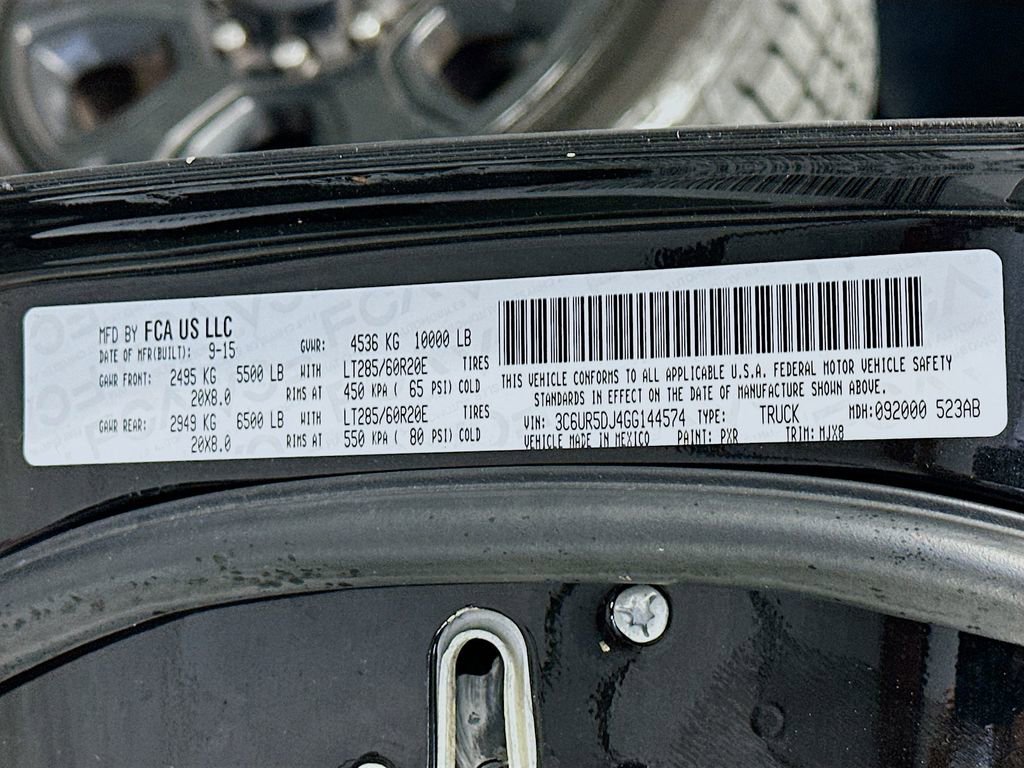 MFD BY FCA US LLC
DATE OF MFR(BUILT): 9-15 GVWR: 4536 KG 10000 LB
GAWR FRONT: 2495 KG 5500 LB WITH LT285/60R20E TIRES
20X8.0 RIMS AT 450 KPA ( 65 PSI) COLD
GAWR REAR: 2949 KG 6500 LB WITH LT285/60R20E TIRES
20X8.0 RIMS AT 550 KPA ( 80 PSI) COLD
THIS VEHICLE CONFORMS TO ALL APPLICABLE U.S.A. FEDERAL MOTOR VEHICLE SAFETY
STANDARDS IN EFFECT ON THE DATE OF MANUFACTURE SHOWN ABOVE.
VIN: 3C6UR5DJ4GG144574 TYPE: TRUCK MDH: 092000 523AB
VEHICLE MADE IN MEXICO PAINT: PXR TRIM: MJX8